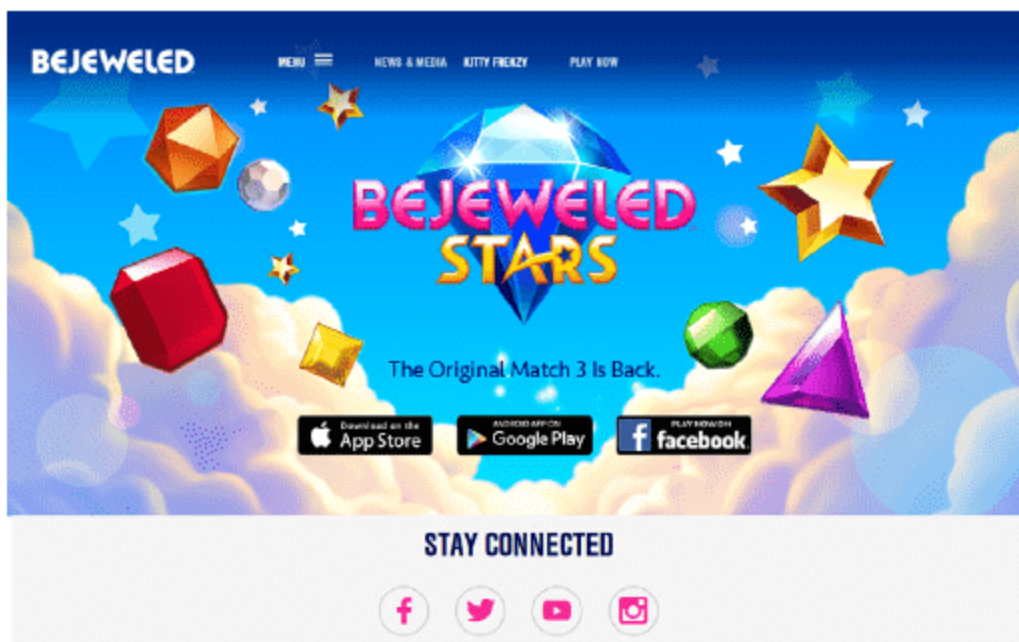 BEJEWELED
MENU NEWS & MEDIA KITTY FRENZY PLAY NOW
BEJEWELED
STARS
The Original Match 3 Is Back.
Download on the
App Store
ANDROID APP ON
Google Play
PLAY NOW ON
facebook
STAY CONNECTED